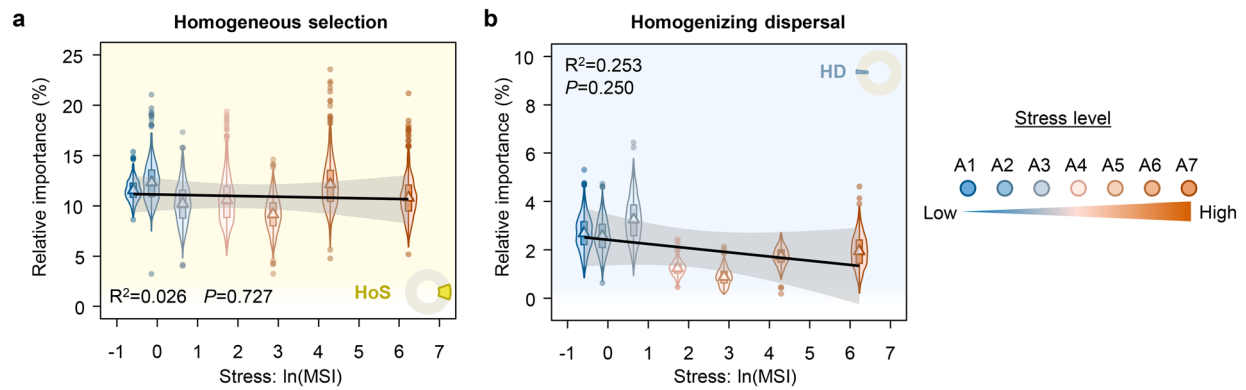 a
Homogeneous selection
Relative importance (%)
25
20
15
10
5
0
R²=0.026 P=0.727
HoS
-1 0 1 2 3 4 5 6 7
Stress: ln(MSI)
b
Homogenizing dispersal
Relative importance (%)
10
8
6
4
2
0
R²=0.253
P=0.250
HD
-1 0 1 2 3 4 5 6 7
Stress: ln(MSI)
Stress level
A1 A2 A3 A4 A5 A6 A7
Low High